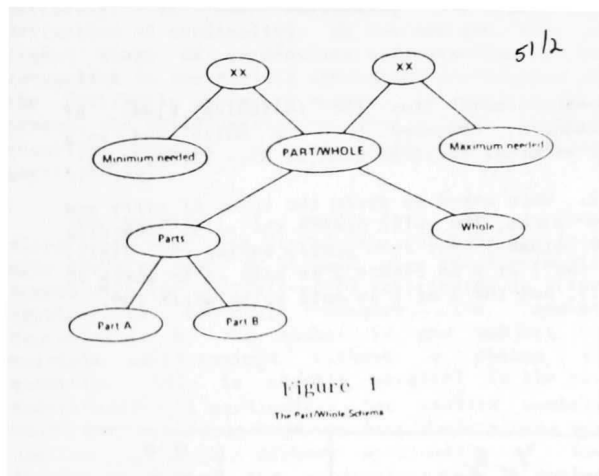 51/2
XX
XX
Minimum needed
PART/WHOLE
Maximum needed
Parts
Whole
Part A
Part B
Figure 1
The Part/Whole Schema